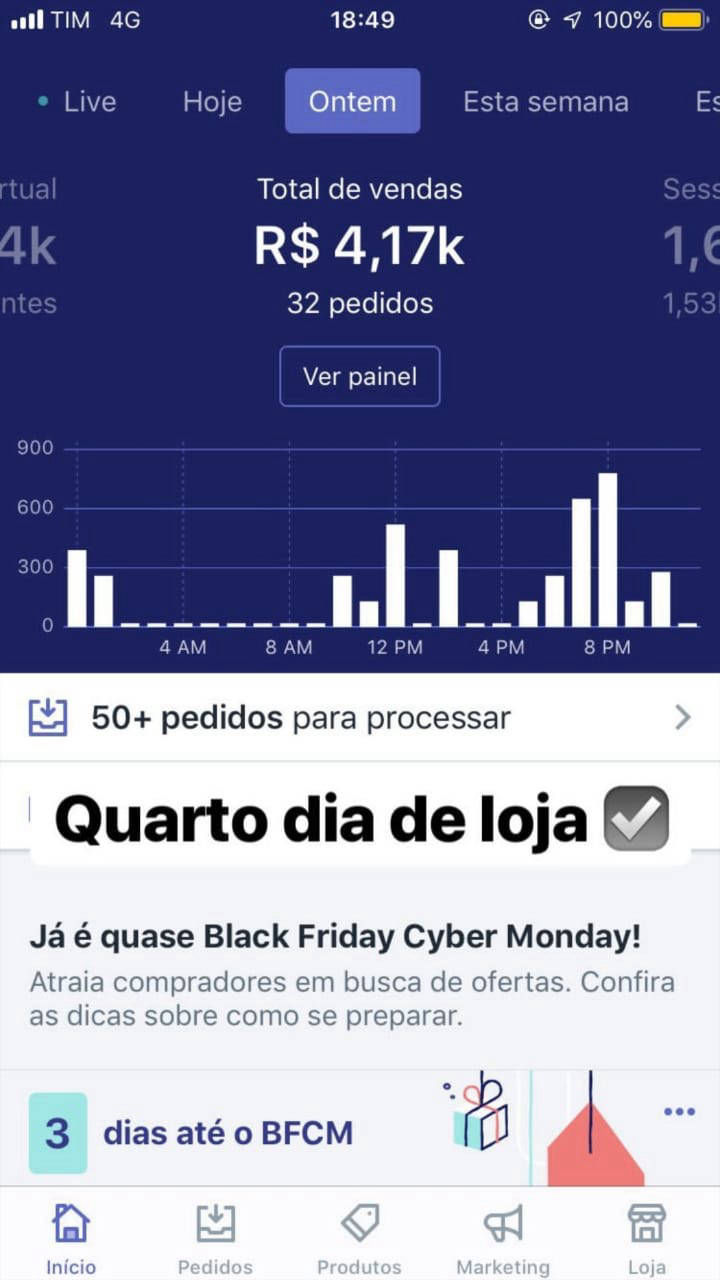 TIM 4G 18:49 100%
Live Hoje Ontem Esta semana Es
rtual Total de vendas Sess
4k R$ 4,17k 1,6
ntes 32 pedidos 1,53
Ver painel
900
600
300
0
4 AM 8 AM 12 PM 4 PM 8 PM
50+ pedidos para processar
Quarto dia de loja ✔
Já é quase Black Friday Cyber Monday!
Atraia compradores em busca de ofertas. Confira
as dicas sobre como se preparar.
3 dias até o BFCM
Início Pedidos Produtos Marketing Loja